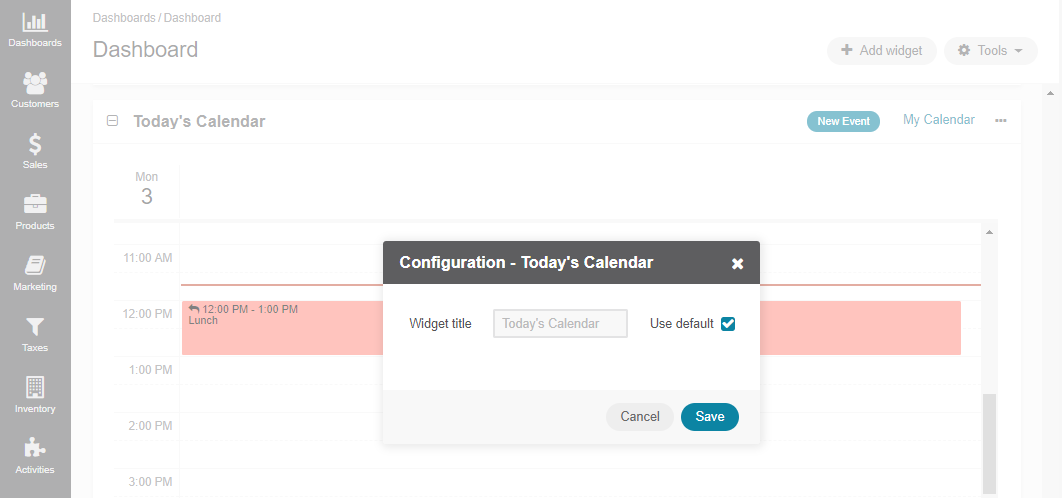 Dashboards
Customers
Sales
Products
Marketing
Taxes
Inventory
Activities
Dashboards / Dashboard
Dashboard
Add widget
Tools
Today's Calendar
New Event
My Calendar
Mon
3
11:00 AM
12:00 PM
12:00 PM - 1:00 PM
Lunch
1:00 PM
2:00 PM
3:00 PM
Configuration - Today's Calendar
Widget title
Today's Calendar
Use default
Cancel
Save